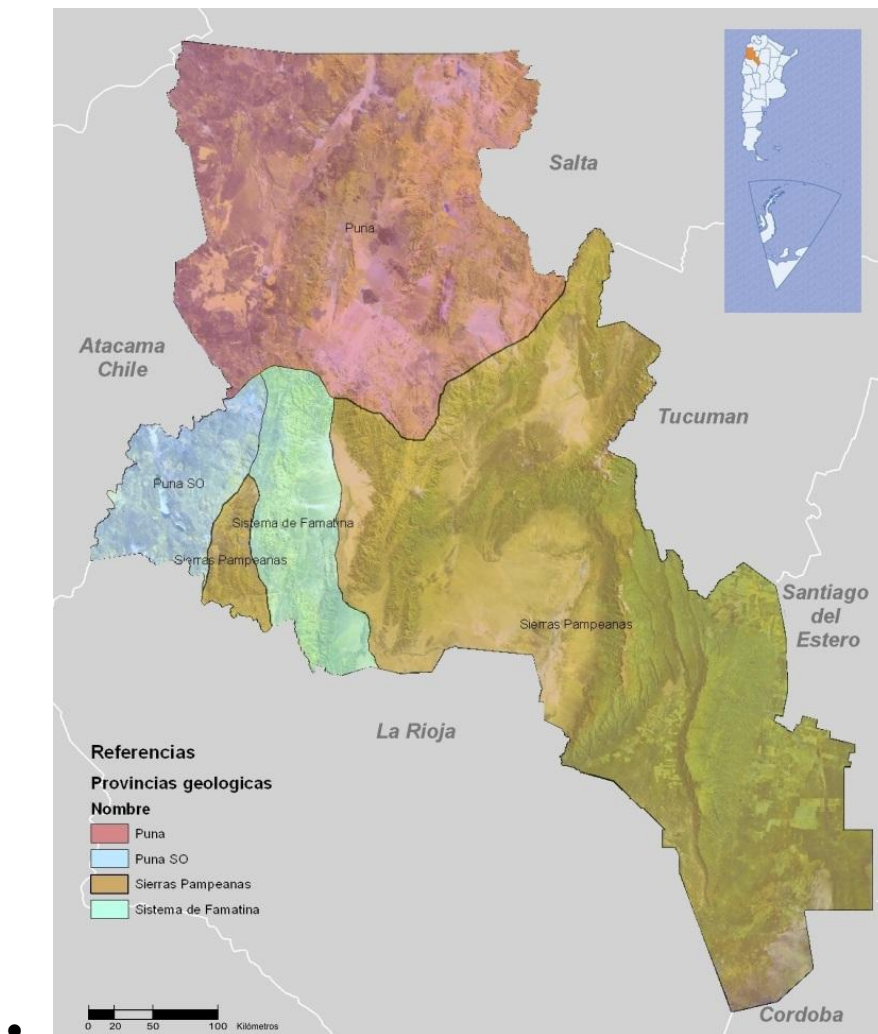 Salta
Puna
Atacama
Chile
Tucuman
Puna SO
Sistema de Famatina
Sierras Pampeanas
Santiago
del
Estero
Sierras Pampeanas
La Rioja
Referencias
Provincias geologicas
Nombre
Puna
Puna SO
Sierras Pampeanas
Sistema de Famatina
0 20 50 100 Kilómetros
Cordoba